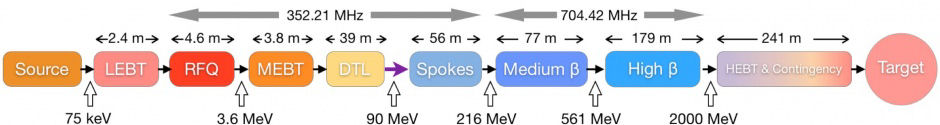 352.21 MHz 704.42 MHz
2.4 m 4.6 m 3.8 m 39 m 56 m 77 m 179 m 241 m
Source LEBT RFQ MEBT DTL Spokes Medium β High β HEBT & Contingency Target
75 keV 3.6 MeV 90 MeV 216 MeV 561 MeV 2000 MeV